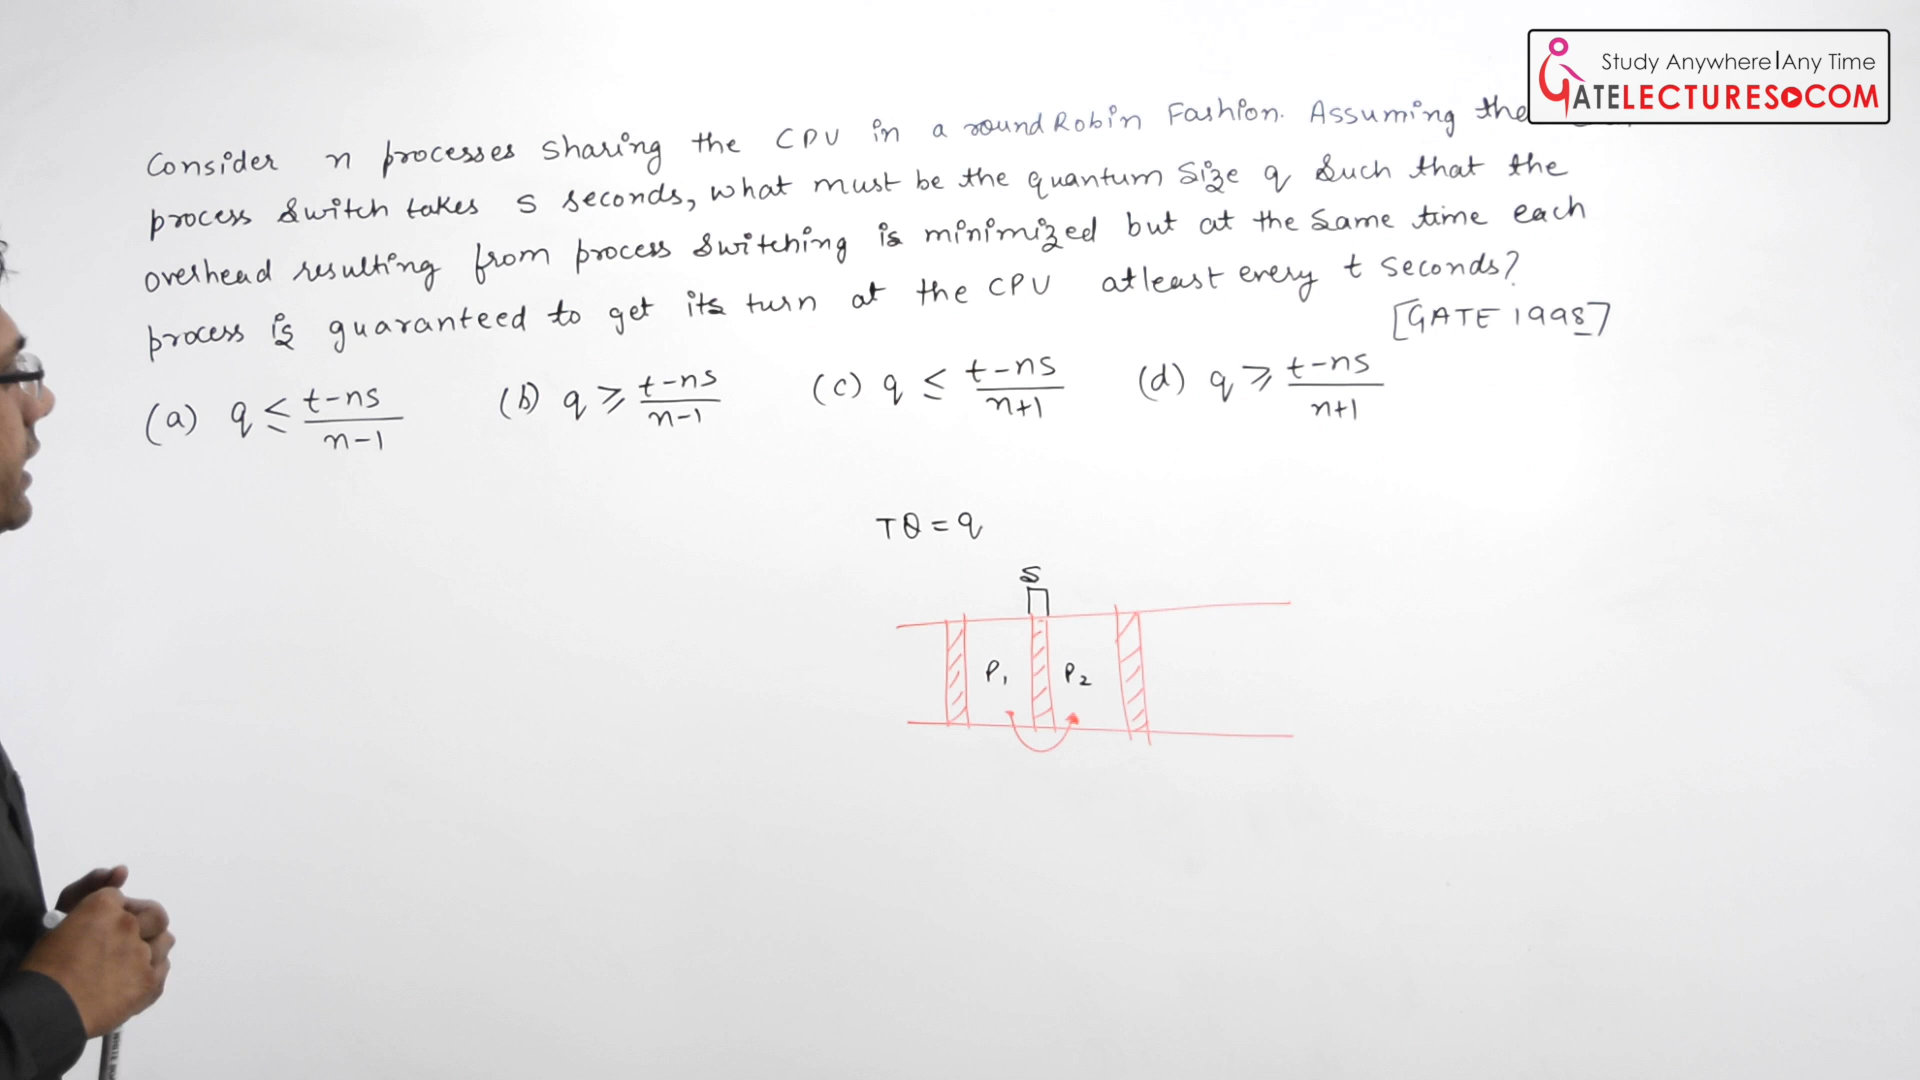 Study Anywhere|Any Time
GATELECTURES.COM
Consider n processes sharing the CPU in a round Robin Fashion. Assuming the
process switch takes s seconds, what must be the quantum size q such that the
overhead resulting from process switching is minimized but at the same time each
process is guaranteed to get its turn at the CPU atleast every t seconds?
[GATE 1998]
(a) q ≤ t-ns / n-1 (b) q ≥ t-ns / n-1 (c) q ≤ t-ns / n+1 (d) q ≥ t-ns / n+1
TQ = q
s
P1 P2